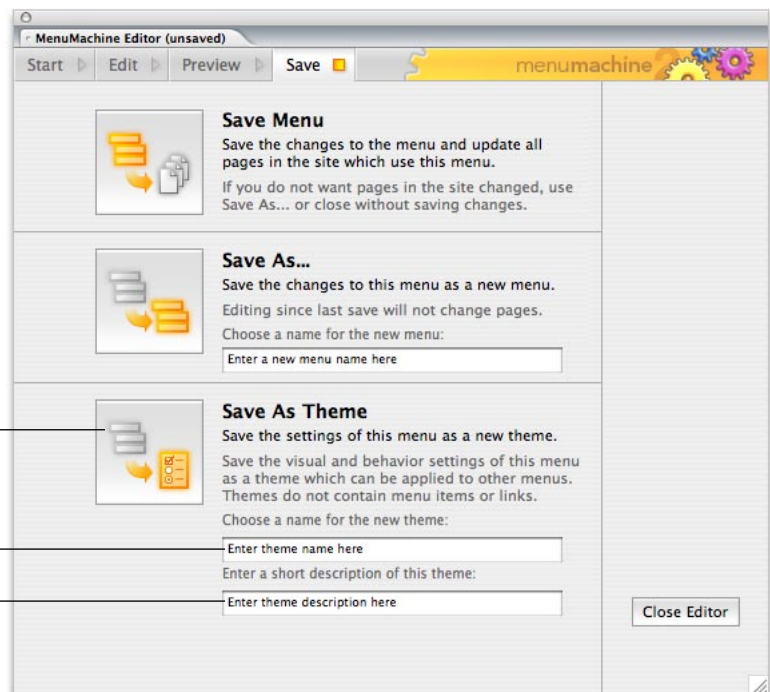 MenuMachine Editor (unsaved)
Start Edit Preview Save menumachine 2
Save Menu
Save the changes to the menu and update all
pages in the site which use this menu.
If you do not want pages in the site changed, use
Save As... or close without saving changes.
Save As...
Save the changes to this menu as a new menu.
Editing since last save will not change pages.
Choose a name for the new menu:
Enter a new menu name here
Save As Theme
Save the settings of this menu as a new theme.
Save the visual and behavior settings of this menu
as a theme which can be applied to other menus.
Themes do not contain menu items or links.
Choose a name for the new theme:
Enter theme name here
Enter a short description of this theme:
Enter theme description here
Close Editor